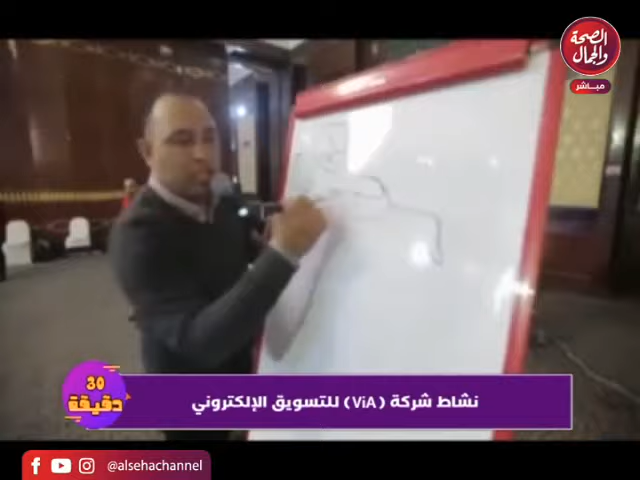 الصحة
والجمال
مباشر
30
دقيقة
نشاط شركة (ViA) للتسويق الإلكتروني
@alsehachannel